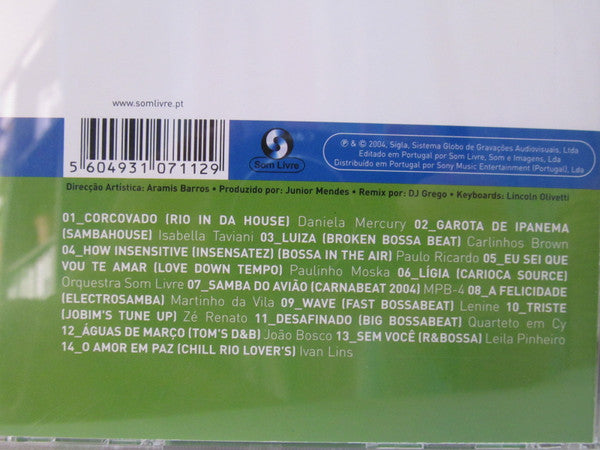 www.somlivre.pt
5 604931 071129
Som Livre
℗ & © 2004, Sigla, Sistema Globo de Gravações Audiovisuais, Lda
Editado em Portugal por Som Livre, Som e Imagens, Lda
Distribuído em Portugal por Sony Music Entertainment (Portugal), Lda
Direcção Artística: Aramis Barros • Produzido por: Junior Mendes • Remix por: DJ Grego • Keyboards: Lincoln Olivetti
01_CORCOVADO (RIO IN DA HOUSE) Daniela Mercury 02_GAROTA DE IPANEMA
(SAMBAHOUSE) Isabella Taviani 03_LUIZA (BROKEN BOSSA BEAT) Carlinhos Brown
04_HOW INSENSITIVE (INSENSATEZ) (BOSSA IN THE AIR) Paulo Ricardo 05_EU SEI QUE
VOU TE AMAR (LOVE DOWN TEMPO) Paulinho Moska 06_LÍGIA (CARIOCA SOURCE)
Orquestra Som Livre 07_SAMBA DO AVIÃO (CARNABEAT 2004) MPB-4 08_A FELICIDADE
(ELECTROSAMBA) Martinho da Vila 09_WAVE (FAST BOSSABEAT) Lenine 10_TRISTE
(JOBIM'S TUNE UP) Zé Renato 11_DESAFINADO (BIG BOSSABEAT) Quarteto em Cy
12_ÁGUAS DE MARÇO (TOM'S D&B) João Bosco 13_SEM VOCÊ (R&BOSSA) Leila Pinheiro
14_O AMOR EM PAZ (CHILL RIO LOVER'S) Ivan Lins